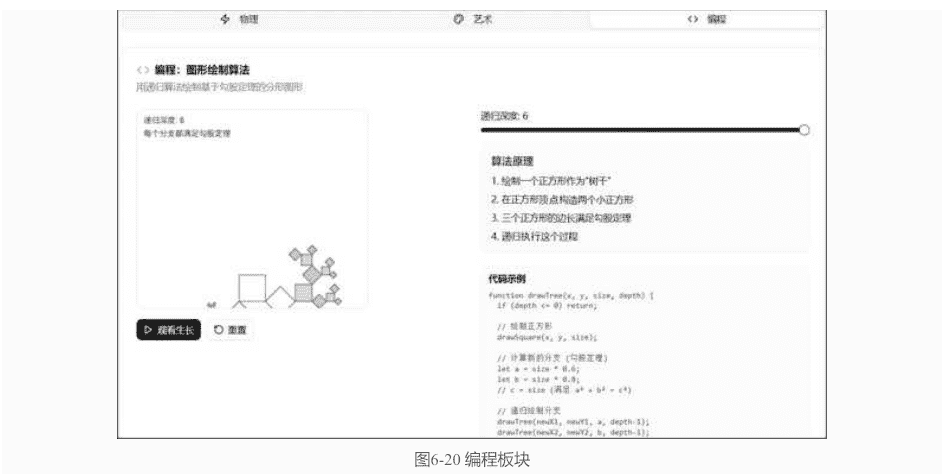 物理
艺术
<> 编程
<> 编程：图形绘制算法
用递归算法绘制基于勾股定理的分形图形
递归深度: 6
每个分支都满足勾股定理
观看生长
重置
递归深度: 6
算法原理
1. 绘制一个正方形作为“树干”
2. 在正方形顶点构造两个小正方形
3. 三个正方形的边长满足勾股定理
4. 递归执行这个过程
代码示例
function drawTree(x, y, size, depth) {
if (depth <= 0) return;
// 绘制正方形
drawSquare(x, y, size);
// 计算新的分支 (勾股定理)
let a = size * 0.6;
let b = size * 0.8;
// c = size (满足 a² + b² = c²)
// 递归绘制分支
drawTree(newX1, newY1, a, depth-1);
drawTree(newX2, newY2, b, depth-1);
图6-20 编程板块